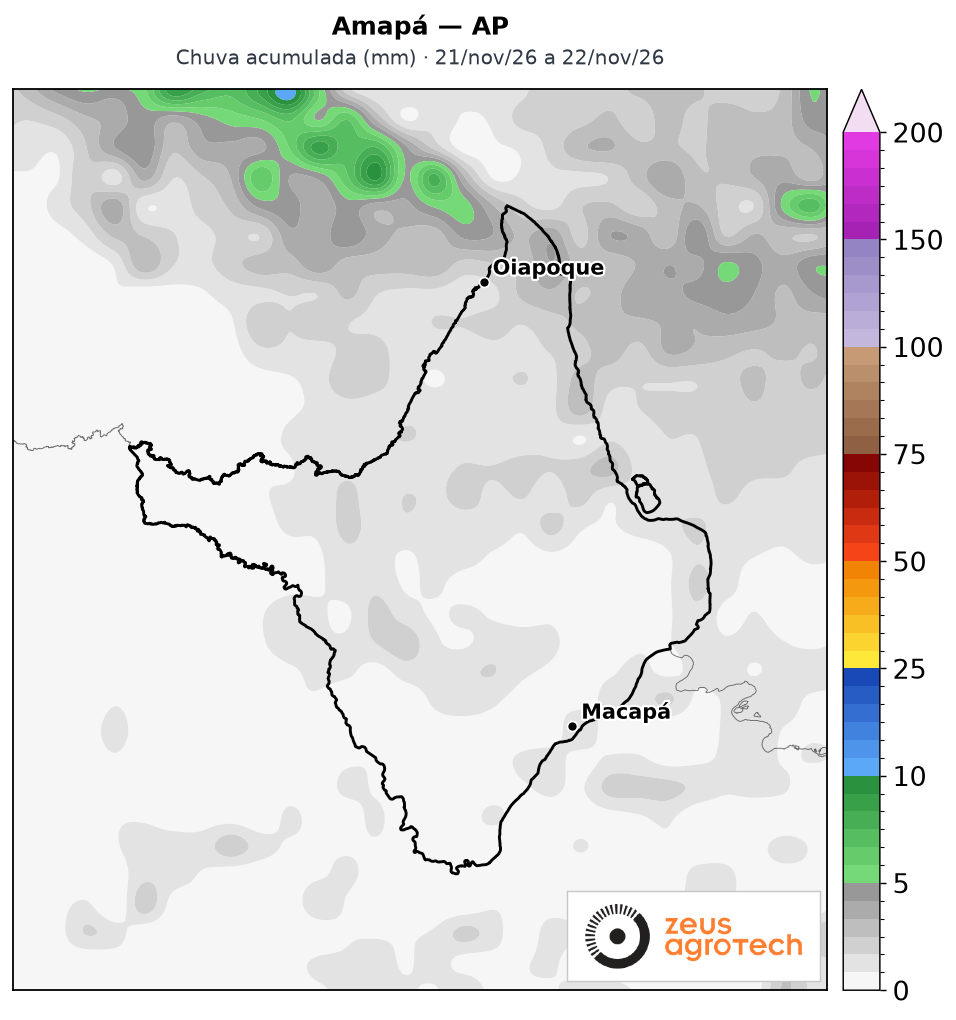 Amapá — AP
Chuva acumulada (mm) · 21/nov/26 a 22/nov/26
200
150
100
75
50
25
10
5
0
Oiapoque
Macapá
zeus
agrotech